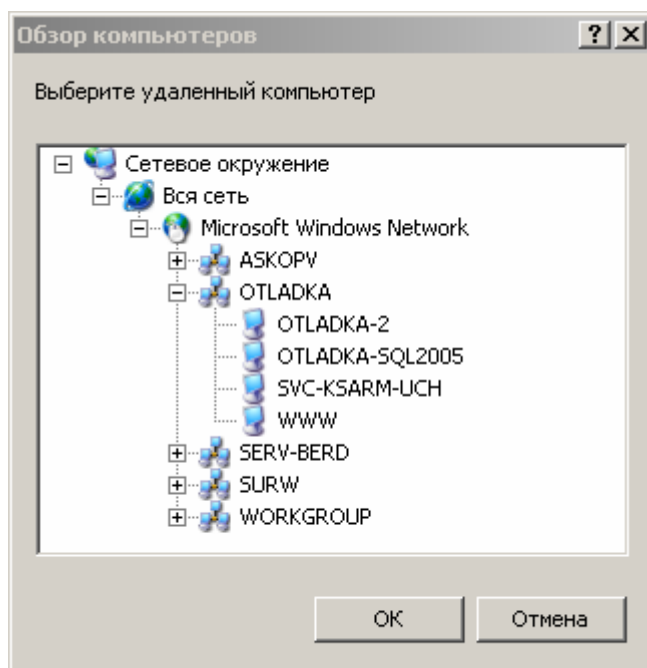 Обзор компьютеров
Выберите удаленный компьютер
Сетевое окружение
Вся сеть
Microsoft Windows Network
ASKOPV
OTLADKA
OTLADKA-2
OTLADKA-SQL2005
SVC-KSARM-UCH
WWW
SERV-BERD
SURW
WORKGROUP
ОК Отмена